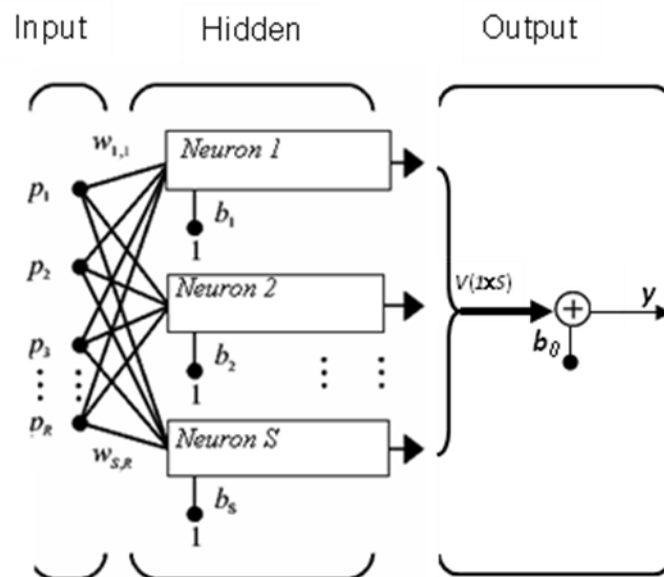 Input Hidden Output
w1,1
Neuron 1
p1
b1
1
p2
Neuron 2
V(1xS)
y
p3
b2
b0
1
pR
Neuron S
wS,R
bS
1